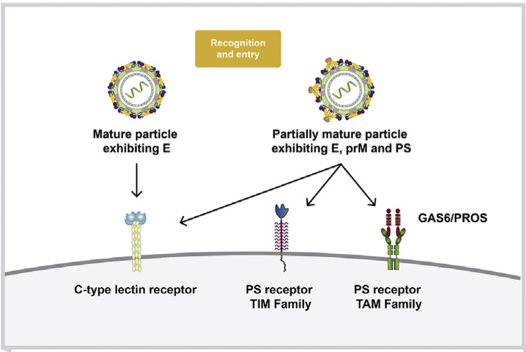 Recognition
and entry
Mature particle
exhibiting E
Partially mature particle
exhibiting E, prM and PS
GAS6/PROS
C-type lectin receptor
PS receptor
TIM Family
PS receptor
TAM Family